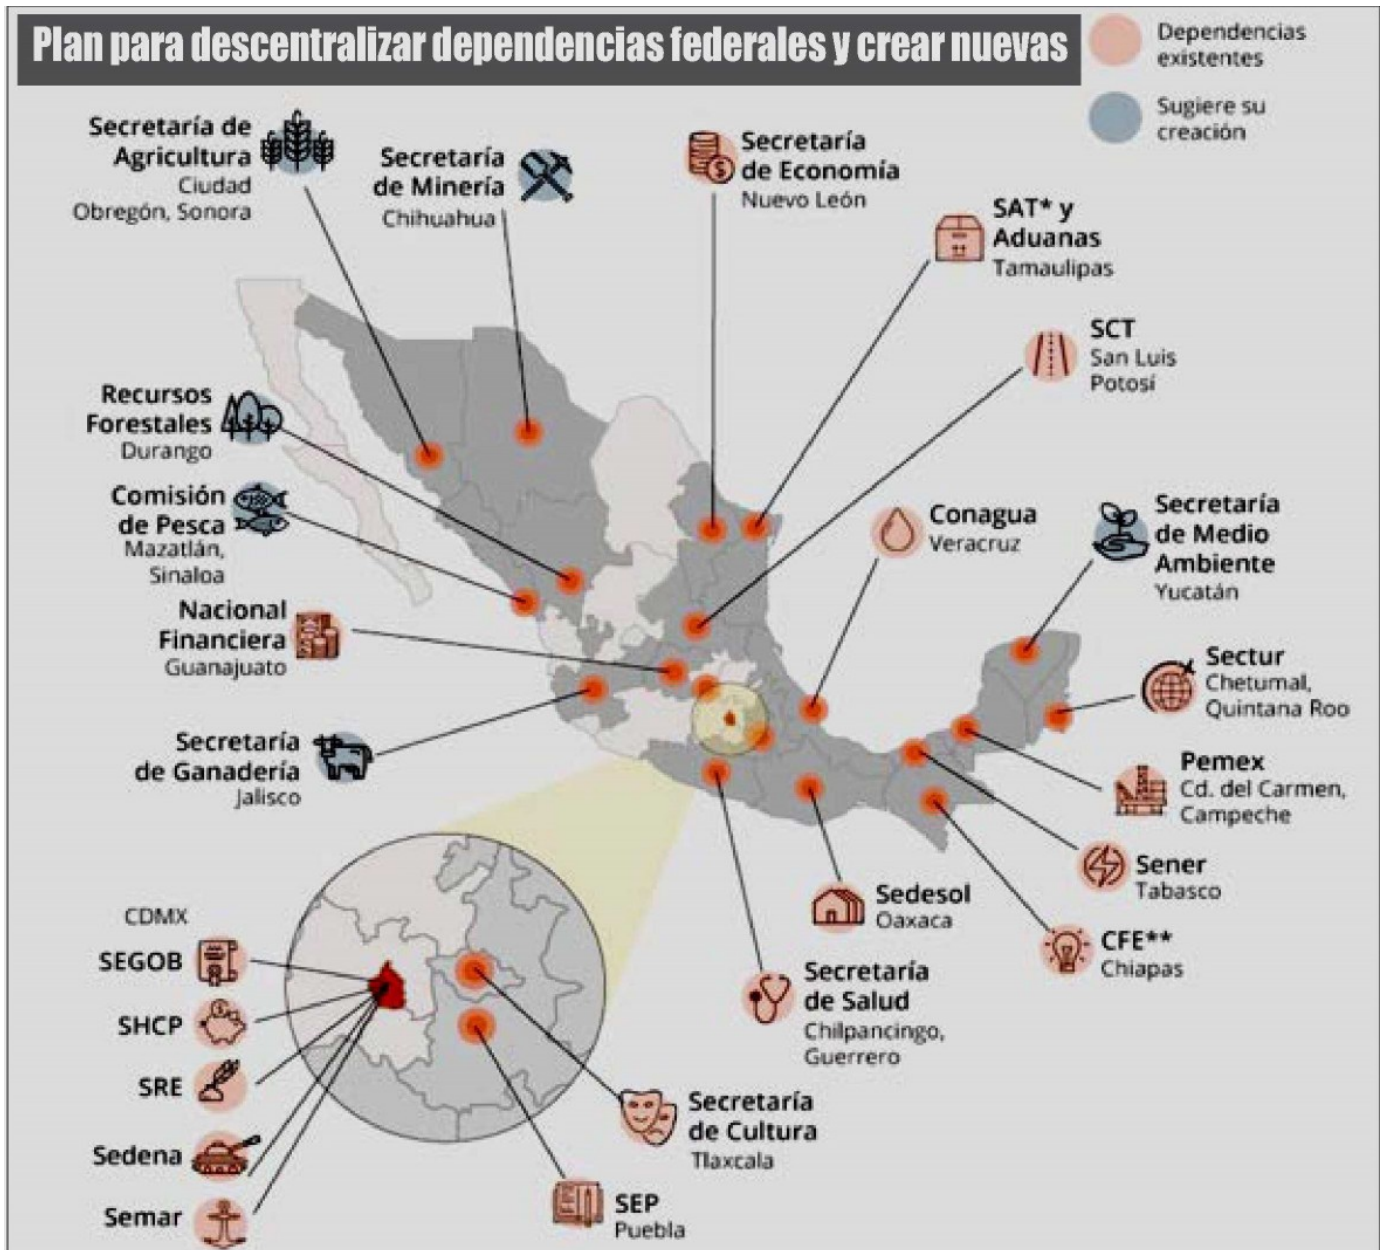 Plan para descentralizar dependencias federales y crear nuevas
Dependencias
existentes
Sugiere su
creación
Secretaría de
Agricultura
Ciudad
Obregón, Sonora
Secretaría
de Minería
Chihuahua
Secretaría
de Economía
Nuevo León
SAT* y
Aduanas
Tamaulipas
SCT
San Luis
Potosí
Recursos
Forestales
Durango
Comisión
de Pesca
Mazatlán,
Sinaloa
Nacional
Financiera
Guanajuato
Secretaría
de Ganadería
Jalisco
Conagua
Veracruz
Secretaría
de Medio
Ambiente
Yucatán
Sectur
Chetumal,
Quintana Roo
Pemex
Cd. del Carmen,
Campeche
Sener
Tabasco
CFE**
Chiapas
Sedesol
Oaxaca
Secretaría
de Salud
Chilpancingo,
Guerrero
Secretaría
de Cultura
Tlaxcala
SEP
Puebla
CDMX
SEGOB
SHCP
SRE
Sedena
Semar